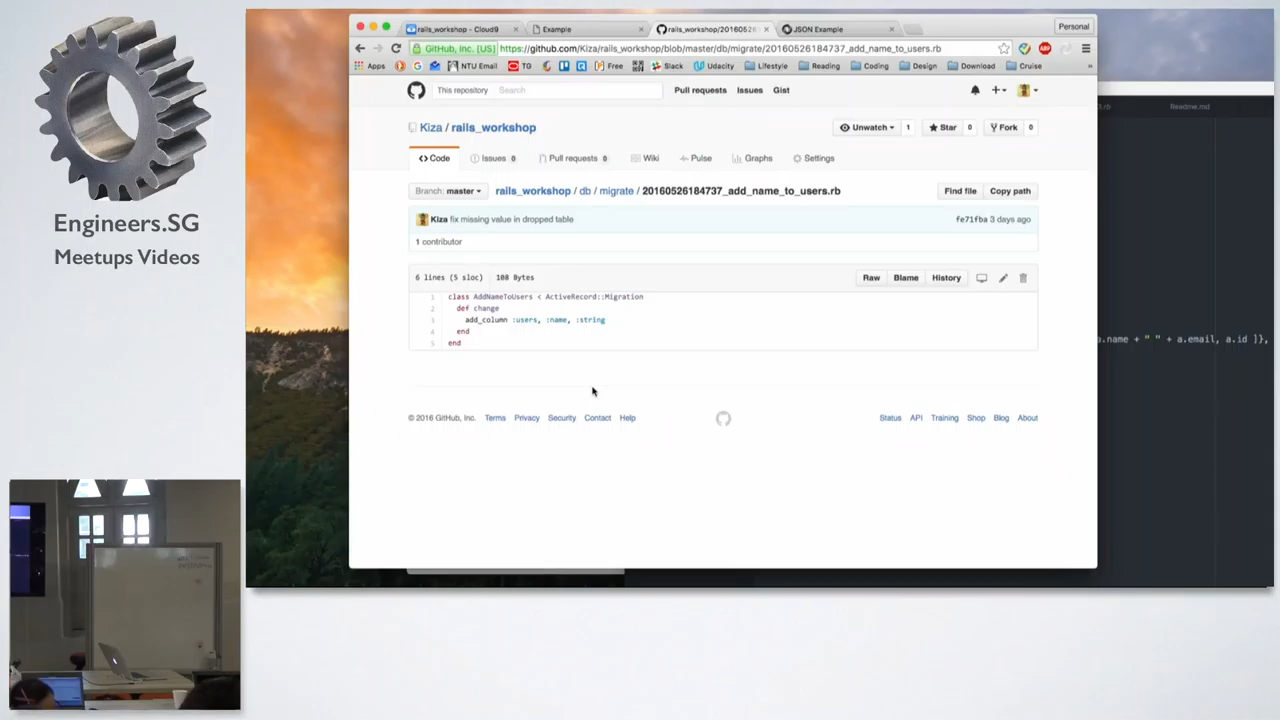 Engineers.SG
Meetups Videos
rails_workshop - Cloud9
Example
rails_workshop/20160526
JSON Example
Personal
GitHub, Inc. [US]
https://github.com/Kiza/rails_workshop/blob/master/db/migrate/20160526184737_add_name_to_users.rb
Apps
NTU Email
TG
Free
Slack
Udacity
Lifestyle
Reading
Coding
Design
Download
Cruise
»
This repository
Search
Pull requests
Issues
Gist
Kiza / rails_workshop
Unwatch 1
Star 0
Fork 0
Code
Issues 0
Pull requests 0
Wiki
Pulse
Graphs
Settings
Branch: master
rails_workshop / db / migrate / 20160526184737_add_name_to_users.rb
Find file
Copy path
Kiza fix missing value in dropped table
fe71fba 3 days ago
1 contributor
6 lines (5 sloc)
108 Bytes
Raw
Blame
History
1 class AddNameToUsers < ActiveRecord::Migration
2 def change
3 add_column :users, :name, :string
4 end
5 end
© 2016 GitHub, Inc.
Terms
Privacy
Security
Contact
Help
Status
API
Training
Shop
Blog
About
Readme.md
a.name + " " + a.email, a.id ]},